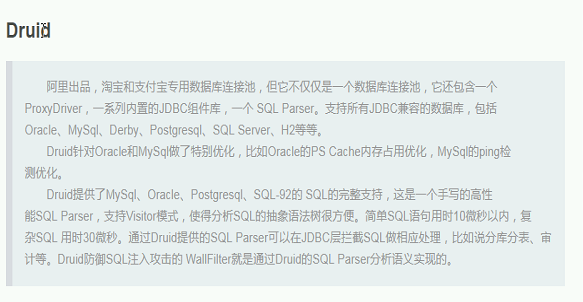 Druid
阿里出品，淘宝和支付宝专用数据库连接池，但它不仅仅是一个数据库连接池，它还包含一个
ProxyDriver，一系列内置的JDBC组件库，一个 SQL Parser。支持所有JDBC兼容的数据库，包括
Oracle、MySql、Derby、Postgresql、SQL Server、H2等等。
Druid针对Oracle和MySql做了特别优化，比如Oracle的PS Cache内存占用优化，MySql的ping检
测优化。
Druid提供了MySql、Oracle、Postgresql、SQL-92的 SQL的完整支持，这是一个手写的高性
能SQL Parser，支持Visitor模式，使得分析SQL的抽象语法树很方便。简单SQL语句用时10微秒以内，复
杂SQL 用时30微秒。通过Druid提供的SQL Parser可以在JDBC层拦截SQL做相应处理，比如说分库分表、审
计等。Druid防御SQL注入攻击的 WallFilter就是通过Druid的SQL Parser分析语义实现的。